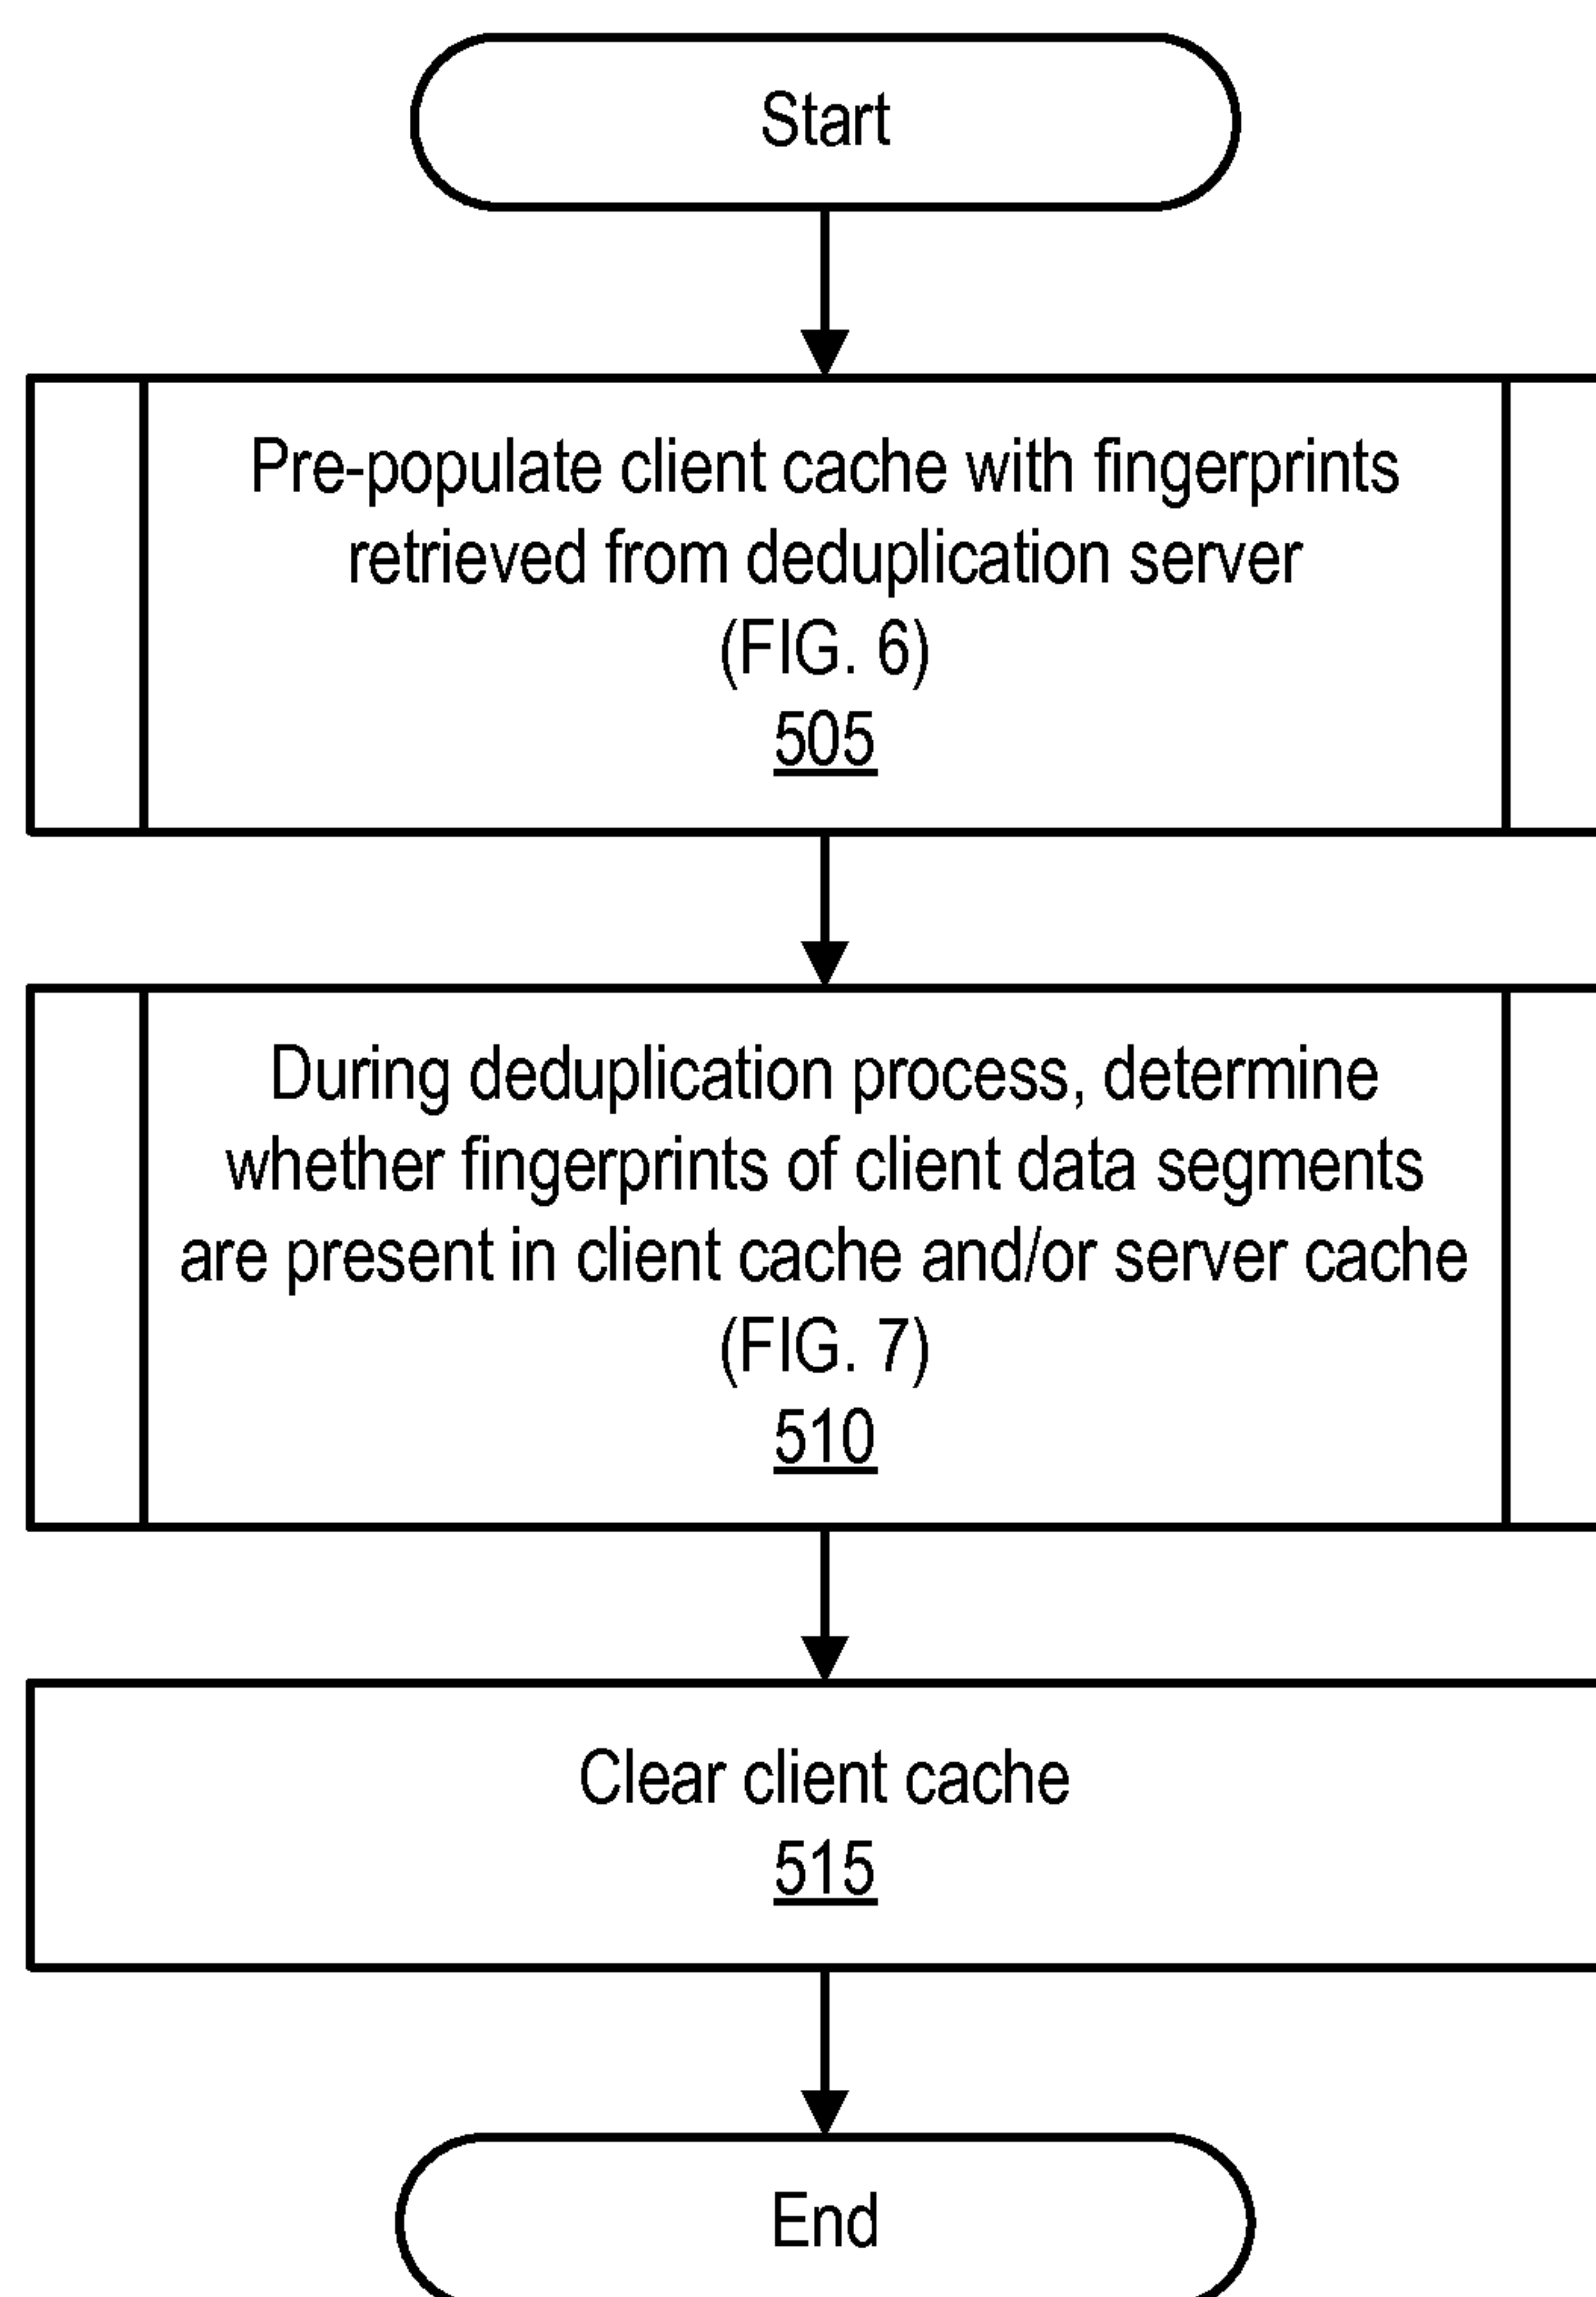 Start
Pre-populate client cache with fingerprints
retrieved from deduplication server
(FIG. 6)
505
During deduplication process, determine
whether fingerprints of client data segments
are present in client cache and/or server cache
(FIG. 7)
510
Clear client cache
515
End